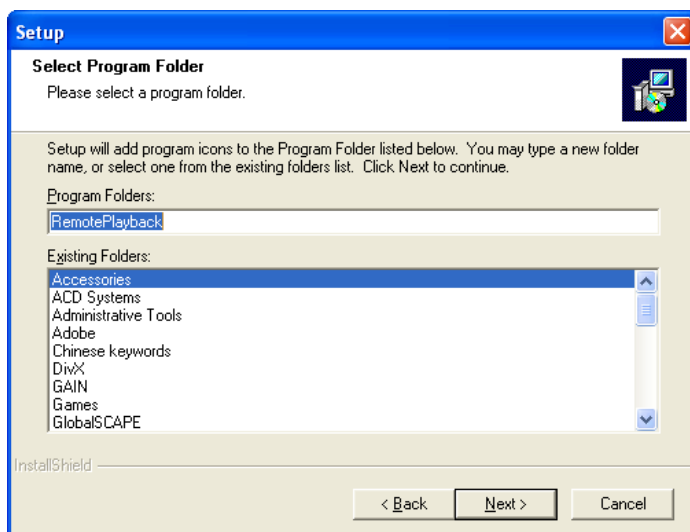 Setup
Select Program Folder
Please select a program folder.
Setup will add program icons to the Program Folder listed below. You may type a new folder
name, or select one from the existing folders list. Click Next to continue.
Program Folders:
RemotePlayback
Existing Folders:
Accessories
ACD Systems
Administrative Tools
Adobe
Chinese keywords
DivX
GAIN
Games
GlobalSCAPE
InstallShield
< Back
Next >
Cancel